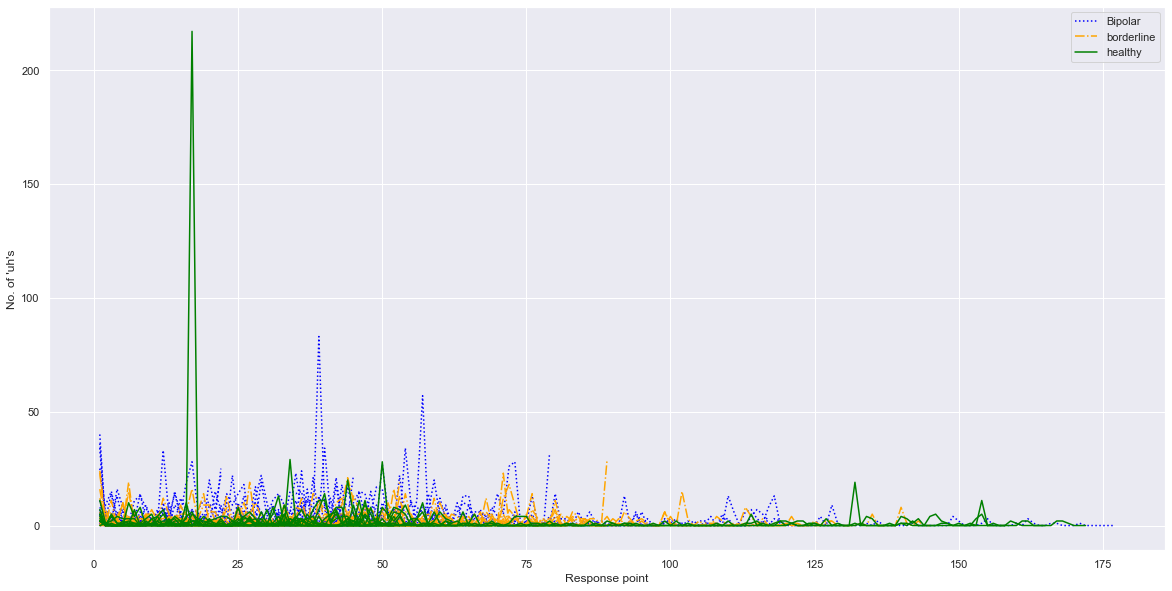 Bipolar
borderline
healthy
200
150
100
50
0
No. of 'uh's
0 25 50 75 100 125 150 175
Response point